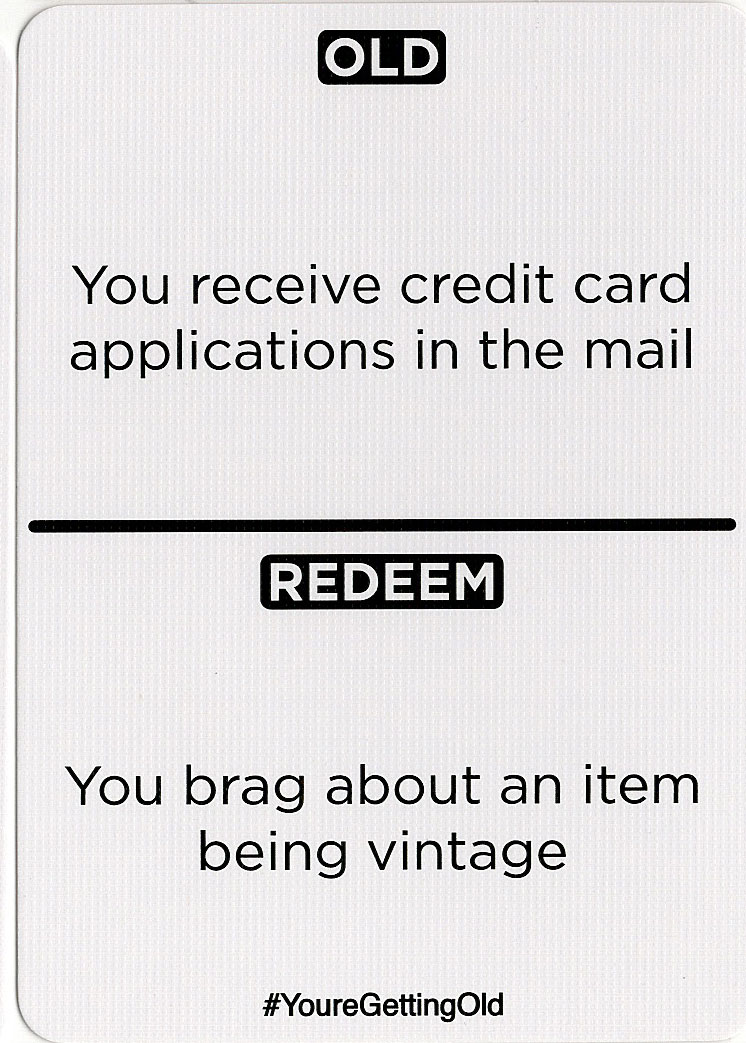 OLD
You receive credit card
applications in the mail
REDEEM
You brag about an item
being vintage
#YoureGettingOld